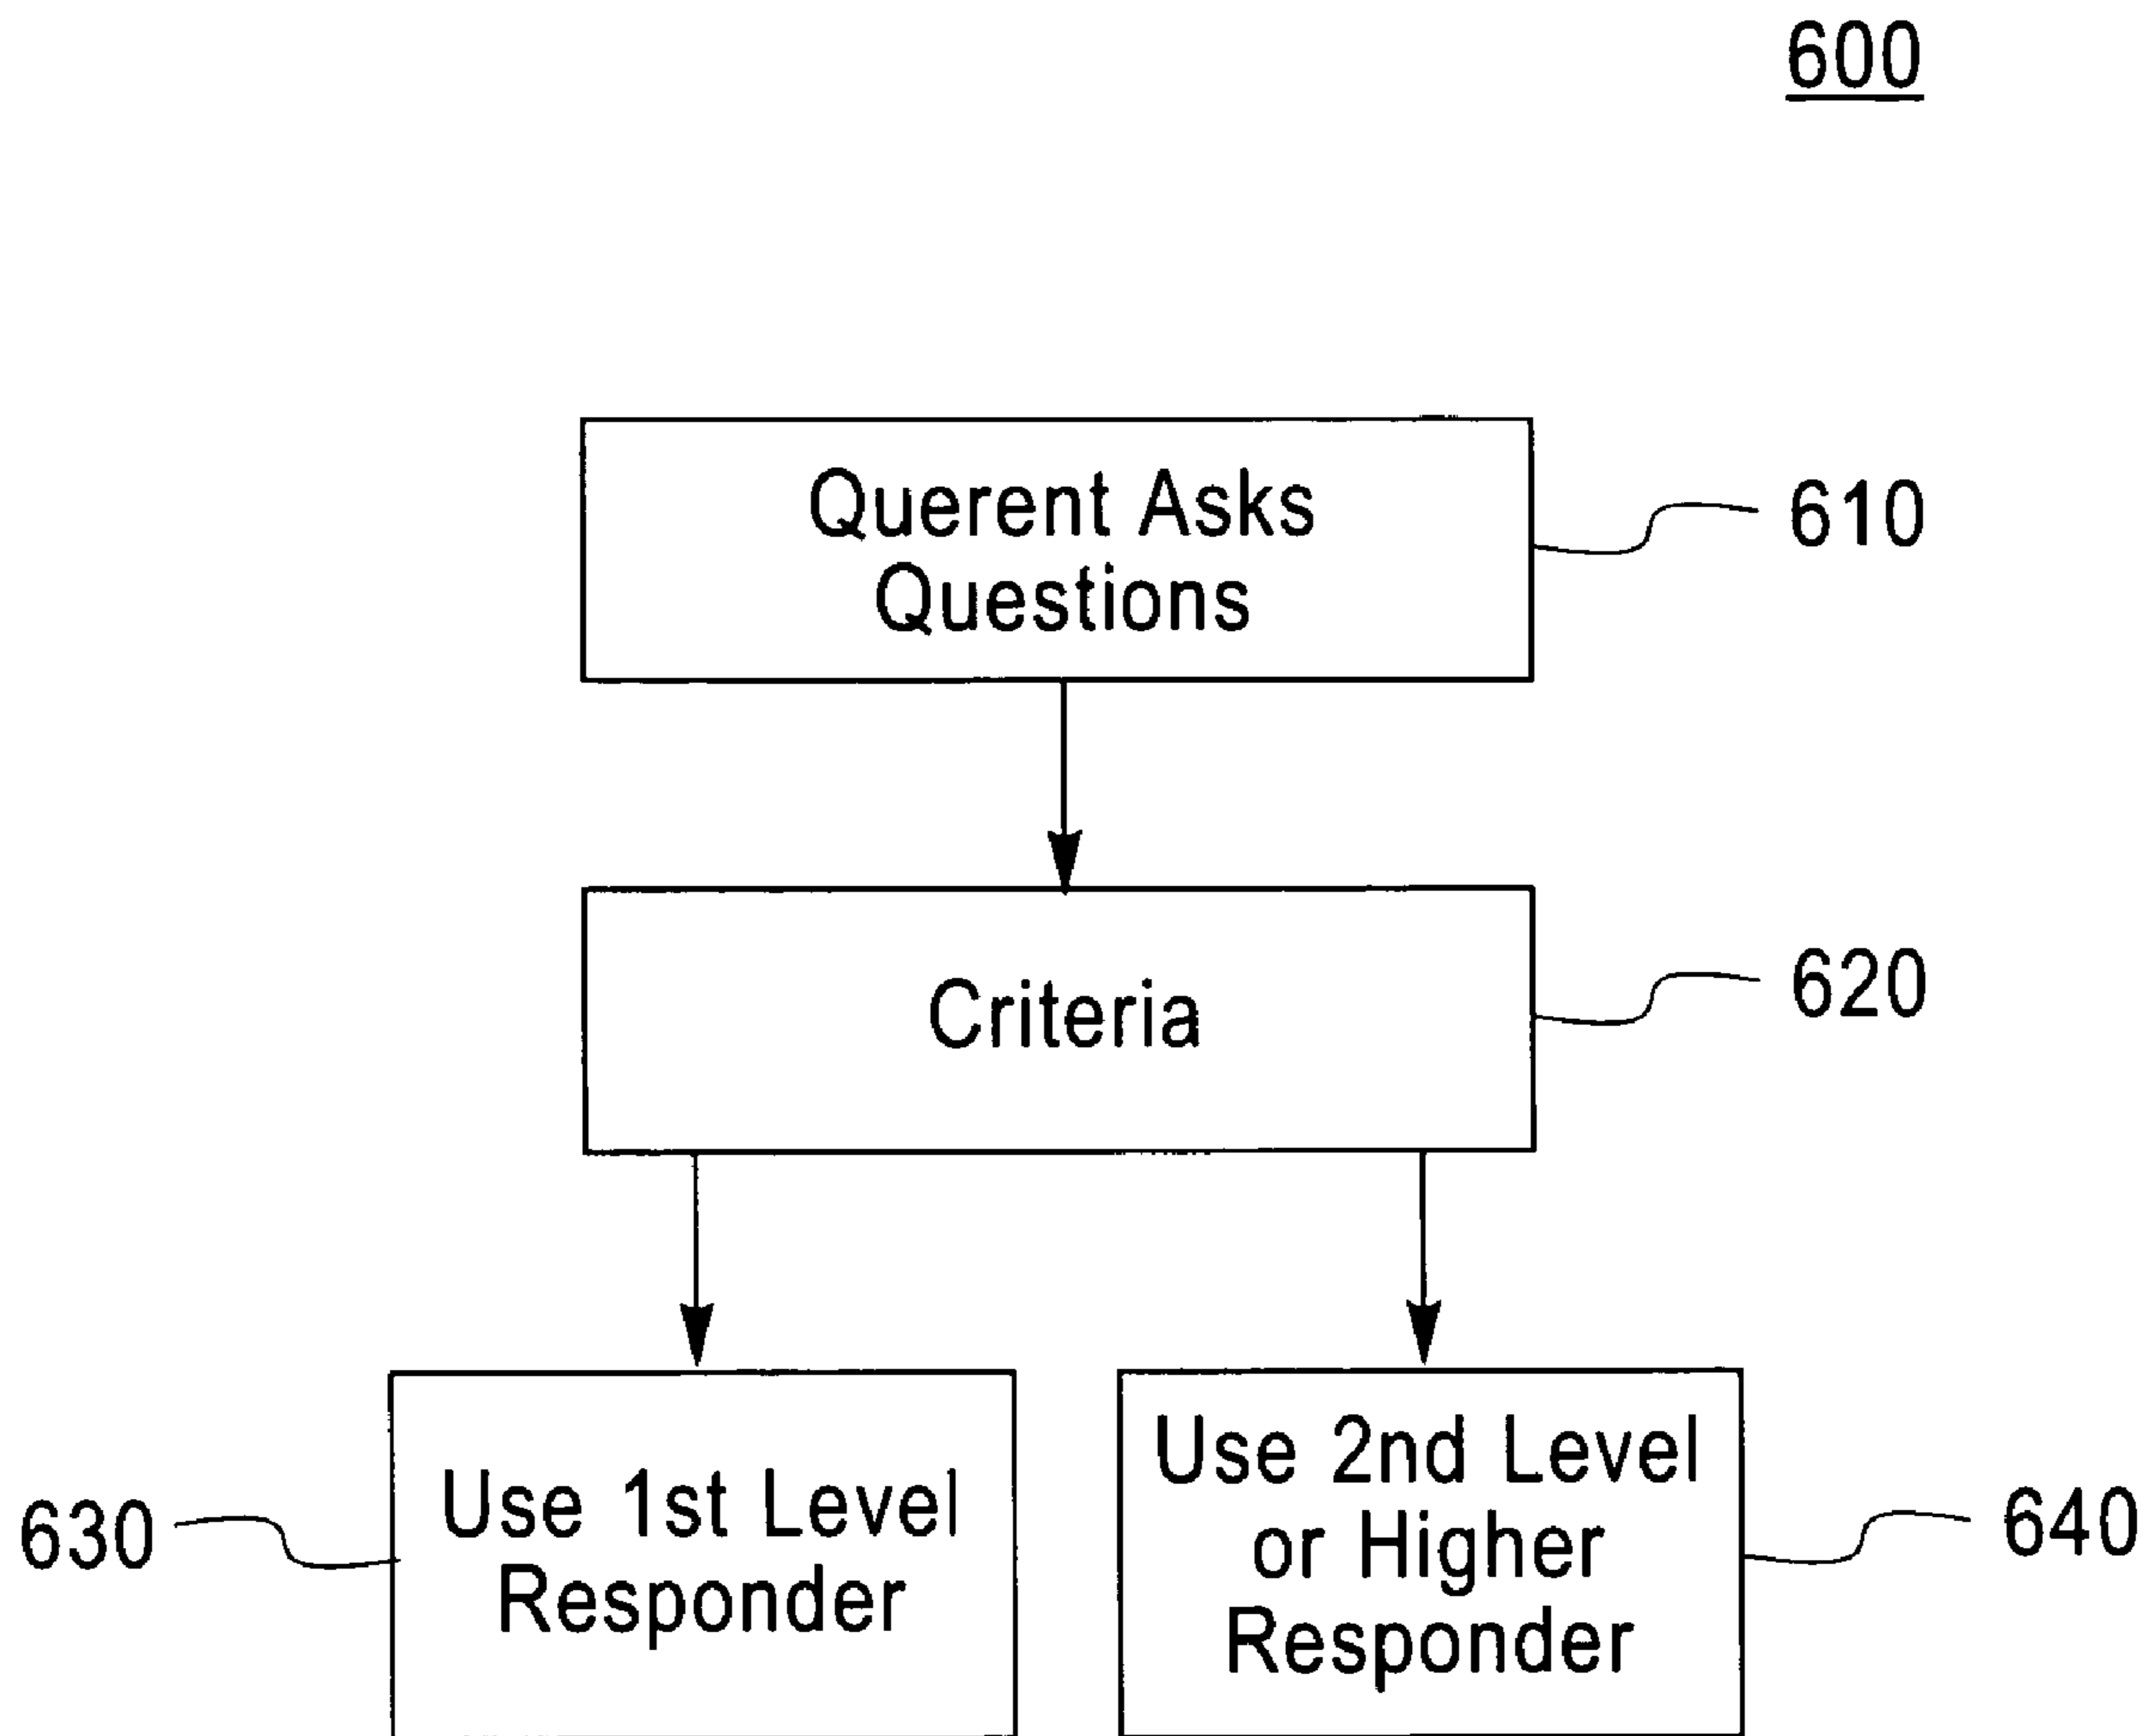 600
Querent Asks
Questions
610
Criteria
620
630
Use 1st Level
Responder
Use 2nd Level
or Higher
Responder
640